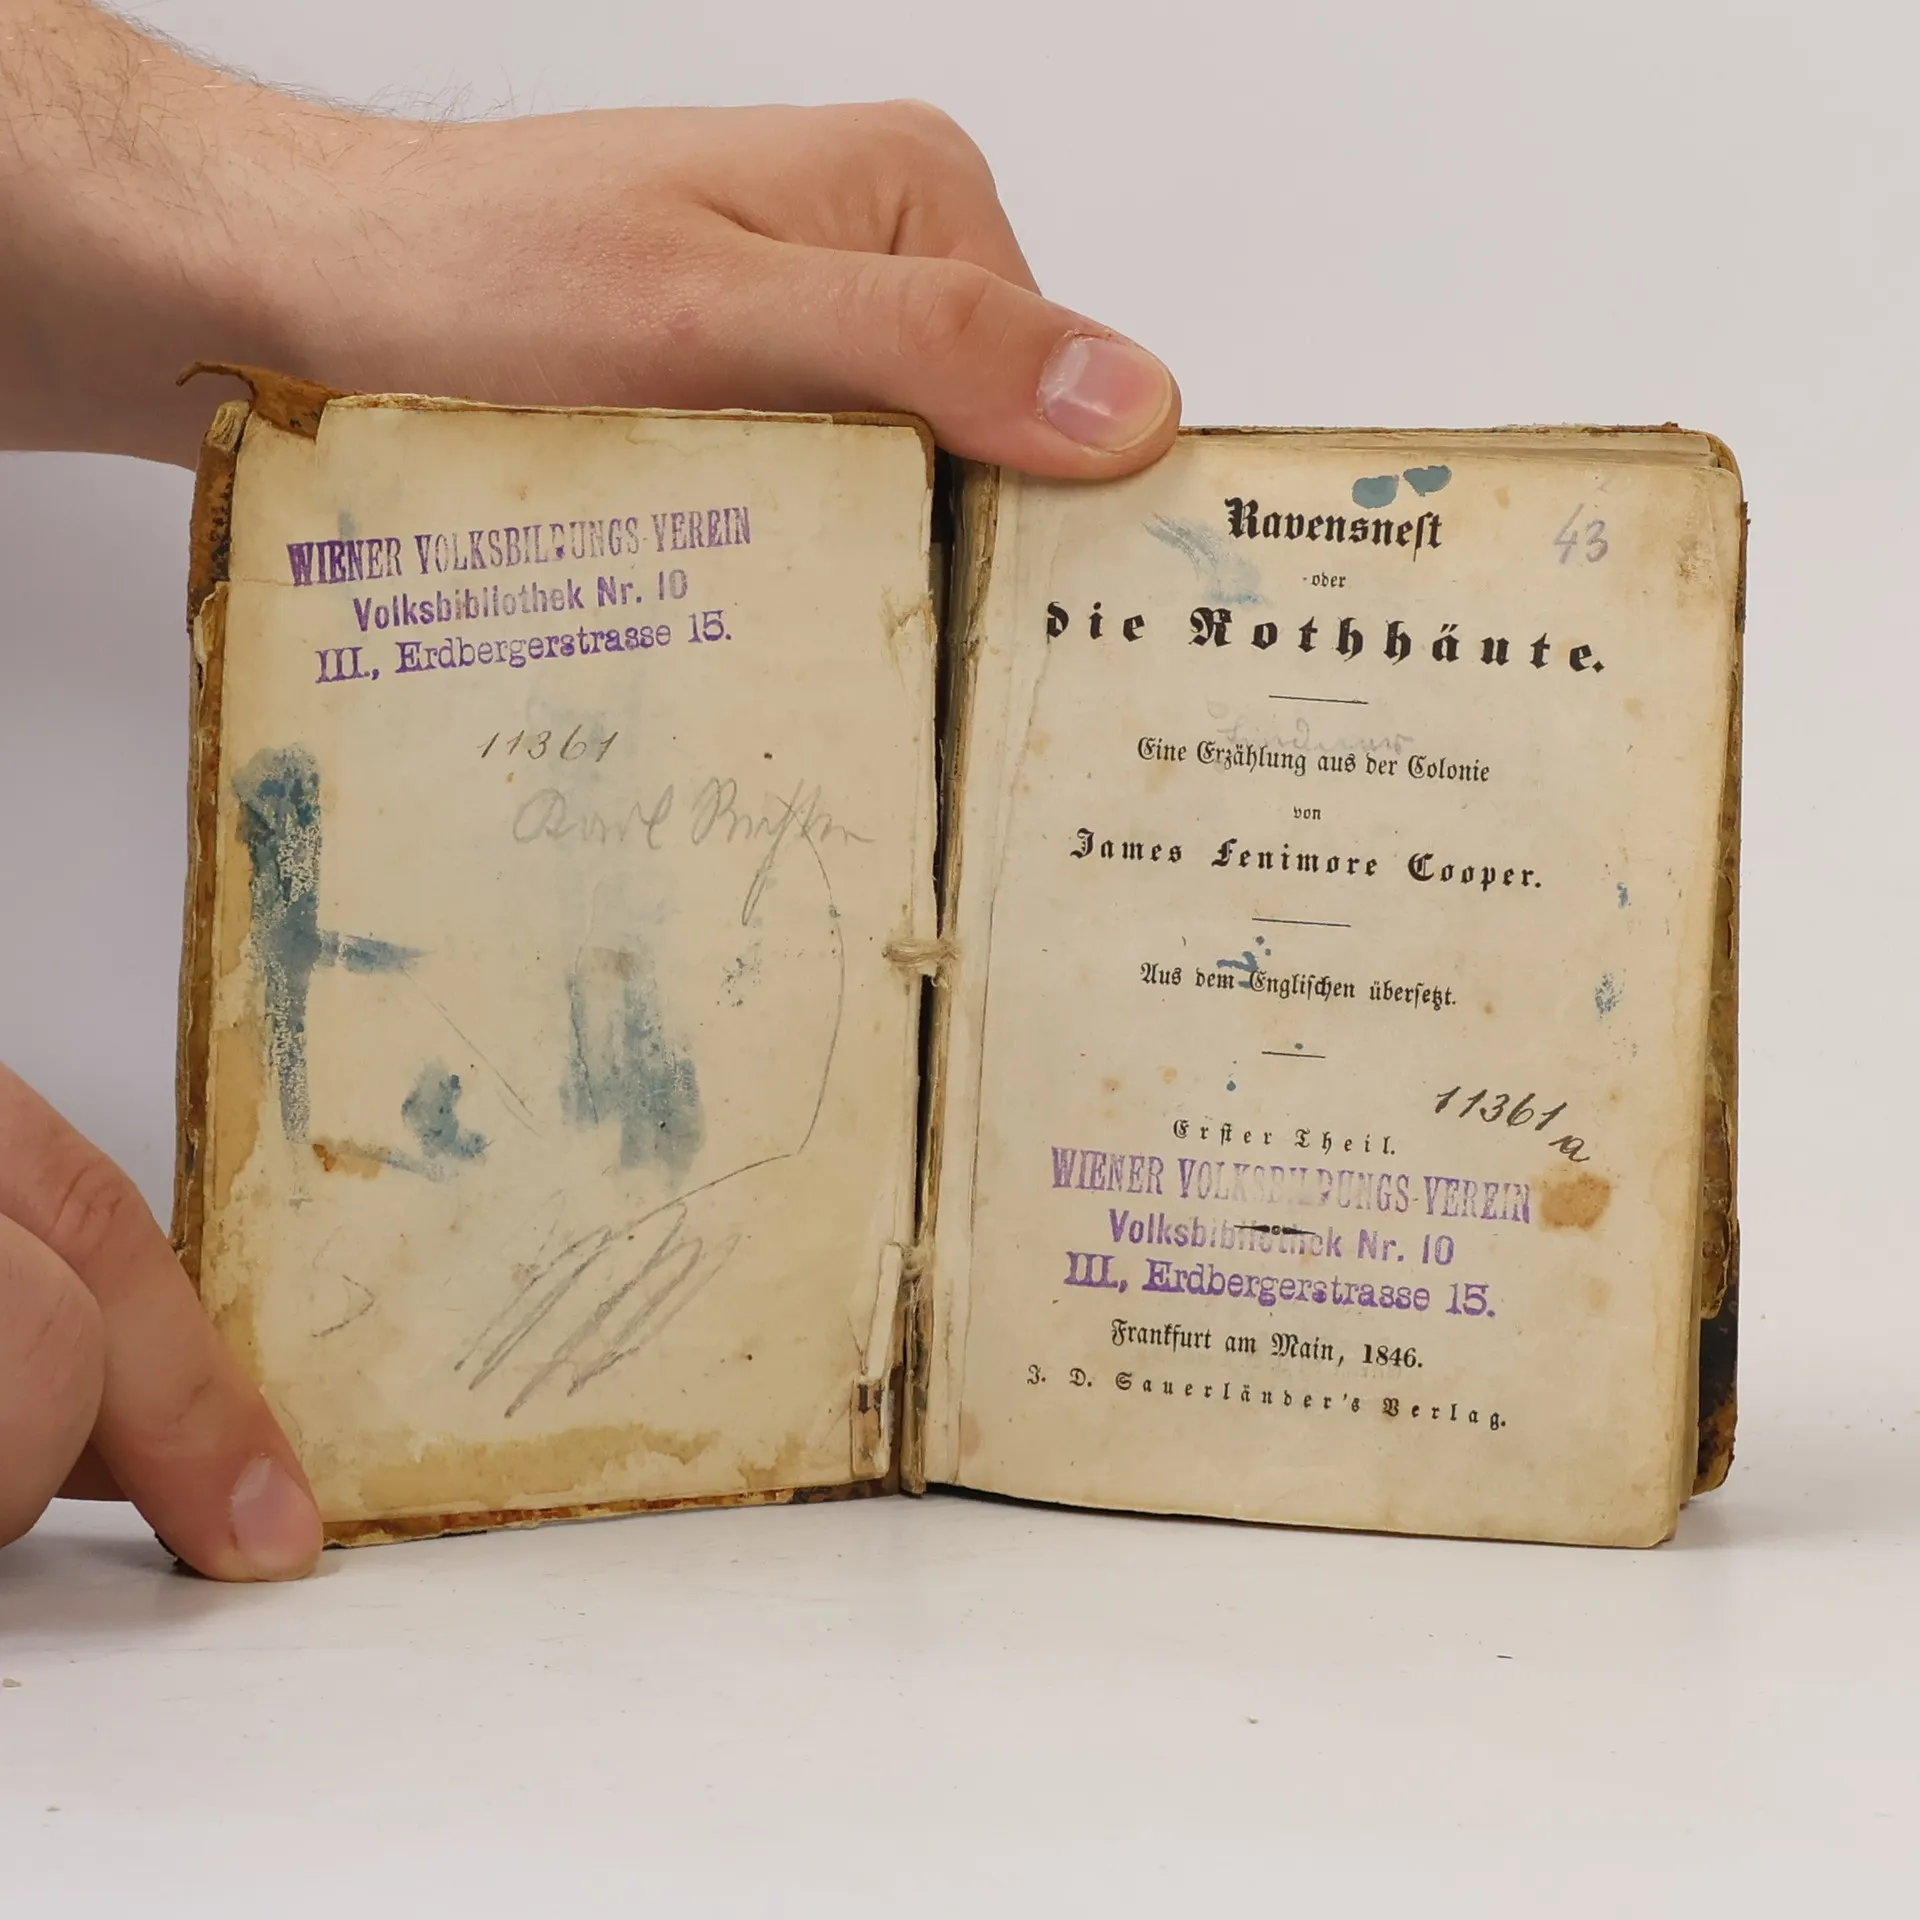 WIENER VOLKSBILDUNGS-VEREIN
Volksbibliothek Nr. 10
III., Erdbergerstrasse 15.
11361
Karl
43
Ravensneſt
oder
die Rothhäute.
Eine Erzählung aus der Colonie
von
James Fenimore Cooper.
Aus dem Engliſchen überſetzt.
11361a
Erſter Theil.
WIENER VOLKSBILDUNGS-VEREIN
Volksbibliothek Nr. 10
III., Erdbergerstrasse 15.
Frankfurt am Main, 1846.
J. D. Sauerländer's Verlag.